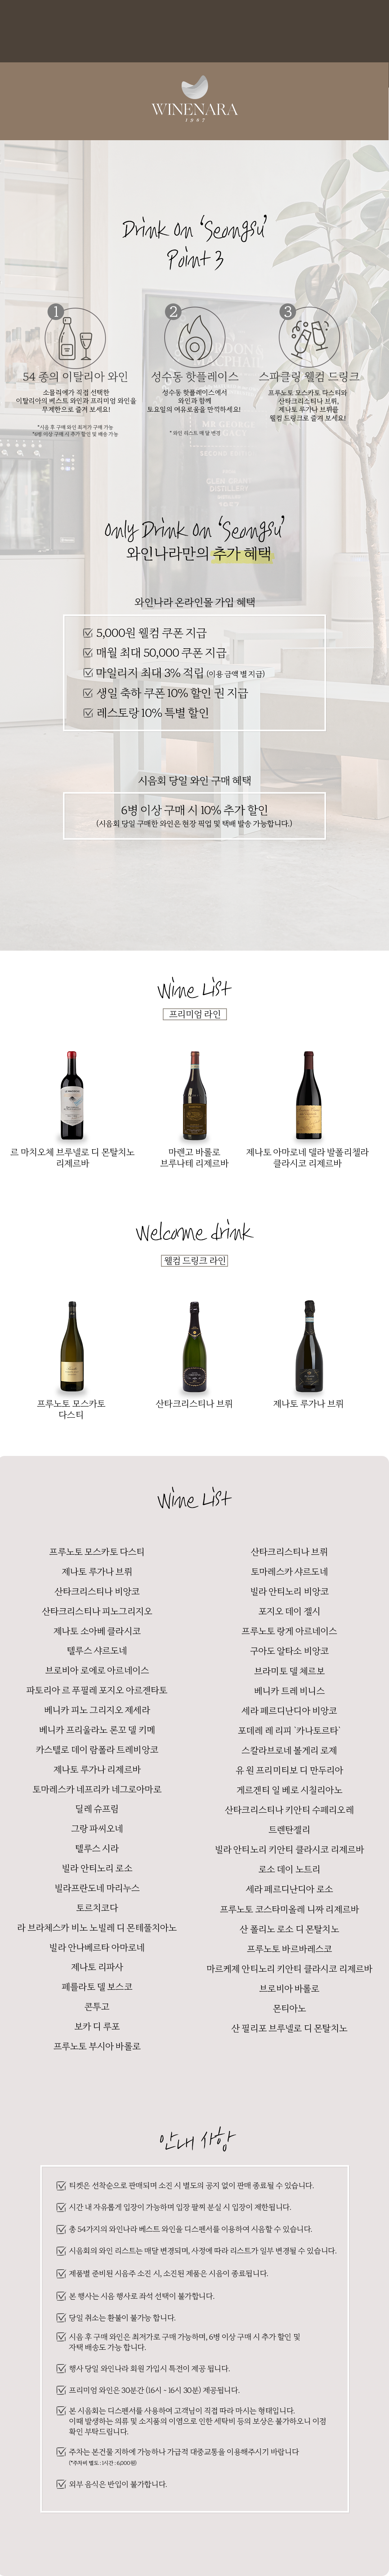 WINENARA
1987
Drink on ‘Seongsu’
Point 3
1
2
3
54 종의 이탈리아 와인
소믈리에가 직접 선택한
이탈리아의 베스트 와인과 프리미엄 와인을
무제한으로 즐겨 보세요!
*시음 후 구매 와인 최저가 구매 가능
*6병 이상 구매 시 추가 할인 및 배송 가능
성수동 핫플레이스
성수동 핫플레이스에서
와인과 함께
토요일의 여유로움을 만끽하세요!
* 와인 리스트 매 달 변경
스파클링 웰컴 드링크
프루노토 모스카토 다스티와
산타크리스티나 브뤼,
제나토 루가나 브뤼를
웰컴 드링크로 즐겨 보세요!
Only Drink on ‘Seongsu’
와인나라만의 추가 혜택
와인나라 온라인몰 가입 혜택
5,000원 웰컴 쿠폰 지급
매월 최대 50,000 쿠폰 지급
마일리지 최대 3% 적립 (이용 금액 별 지급)
생일 축하 쿠폰 10% 할인 권 지급
레스토랑 10% 특별 할인
시음회 당일 와인 구매 혜택
6병 이상 구매 시 10% 추가 할인
(시음회 당일 구매한 와인은 현장 픽업 및 택배 발송 가능합니다.)
Wine List
프리미엄 라인
르 마치오체 브루넬로 디 몬탈치노
리제르바
마렌고 바롤로
브루나테 리제르바
제나토 아마로네 델라 발폴리첼라
클라시코 리제르바
Welcome drink
웰컴 드링크 라인
프루노토 모스카토
다스티
산타크리스티나 브뤼
제나토 루가나 브뤼
Wine List
프루노토 모스카토 다스티
제나토 루가나 브뤼
산타크리스티나 비앙코
산타크리스티나 피노그리지오
제나토 소아베 클라시코
텔루스 샤르도네
브로비아 로에로 아르네이스
파토리아 르 푸필레 포지오 아르젠타토
베니카 피노 그리지오 제세라
베니카 프리울라노 론꼬 델 키메
카스텔로 데이 람폴라 트레비앙코
제나토 루가나 리제르바
토마레스카 네프리카 네그로아마로
딜레 슈프림
그랑 파씨오네
텔루스 시라
빌라 안티노리 로소
빌라프란도네 마리누스
토르치코다
라 브라체스카 비노 노빌레 디 몬테풀치아노
빌라 안나베르타 아마로네
제나토 리파사
페틀라토 델 보스코
콘투고
보카 디 루포
프루노토 부시아 바롤로
산타크리스티나 브뤼
토마레스카 샤르도네
빌라 안티노리 비앙코
포지오 데이 젤시
프루노토 랑게 아르네이스
구아도 알타소 비앙코
브라미토 델 체르보
베니카 트레 비니스
세라 페르디난디아 비앙코
포데레 레 리피 '카나토르타'
스칼라브로네 볼게리 로제
유 원 프리미티보 디 만두리아
게르겐티 일 베로 시칠리아노
산타크리스티나 키안티 수페리오레
트렌탄젤리
빌라 안티노리 키안티 클라시코 리제르바
로소 데이 노트리
세라 페르디난디아 로소
프루노토 코스타미올레 니짜 리제르바
산 폴리노 로소 디 몬탈치노
프루노토 바르바레스코
마르케제 안티노리 키안티 클라시코 리제르바
브로비아 바롤로
몬티아노
산 필리포 브루넬로 디 몬탈치노
안내 사항
티켓은 선착순으로 판매되며 소진 시 별도의 공지 없이 판매 종료될 수 있습니다.
시간 내 자유롭게 입장이 가능하며 입장 팔찌 분실 시 입장이 제한됩니다.
총 54가지의 와인나라 베스트 와인을 디스펜서를 이용하여 시음할 수 있습니다.
시음회의 와인 리스트는 매달 변경되며, 사정에 따라 리스트가 일부 변경될 수 있습니다.
제품별 준비된 시음주 소진 시, 소진된 제품은 시음이 종료됩니다.
본 행사는 시음 행사로 좌석 선택이 불가합니다.
당일 취소는 환불이 불가능 합니다.
시음 후 구매 와인은 최저가로 구매 가능하며, 6병 이상 구매 시 추가 할인 및
자택 배송도 가능 합니다.
행사 당일 와인나라 회원 가입시 특전이 제공 됩니다.
프리미엄 와인은 30분간 (16시 - 16시 30분) 제공됩니다.
본 시음회는 디스펜서를 사용하여 고객님이 직접 따라 마시는 형태입니다.
이때 발생하는 의류 및 소지품의 이염으로 인한 세탁비 등의 보상은 불가하오니 이점
확인 부탁드립니다.
주차는 본건물 지하에 가능하나 가급적 대중교통을 이용해주시기 바랍니다
(*주차비 별도 : 1시간 : 6,000원)
외부 음식은 반입이 불가합니다.